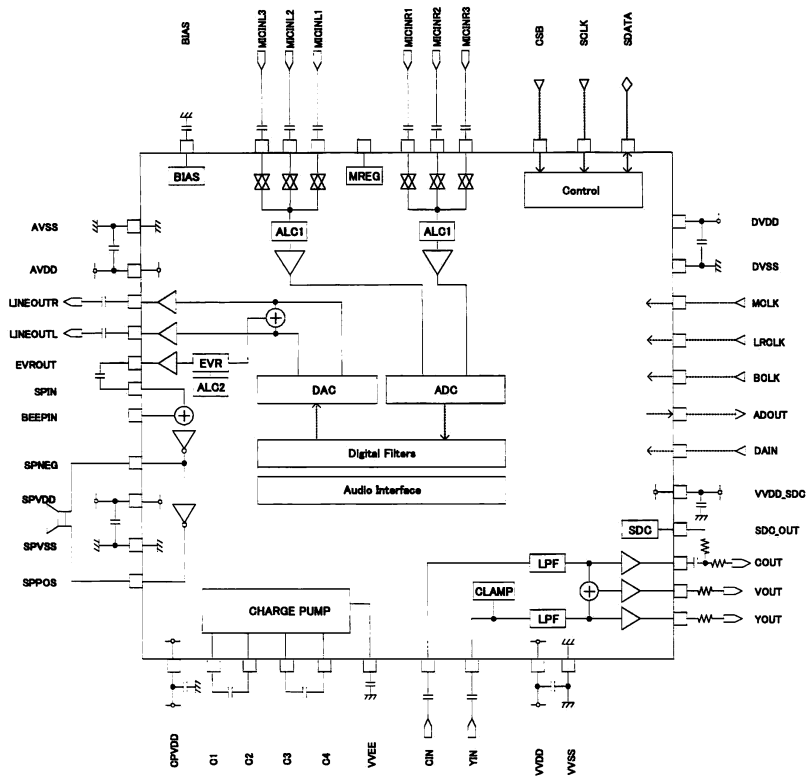 BIAS
MICINL3
MICINL2
MICINL1
MICINR1
MICINR2
MICINR3
CSB
SCLK
SDATA
BIAS
MREG
Control
ALC1
ALC1
AVSS
AVDD
LINEOUTR
LINEOUTL
EVROUT
SPIN
BEEPIN
SPNEG
SPVDD
SPVSS
SPPOS
EVR
ALC2
DAC
ADC
Digital Filters
Audio Interface
DVDD
DVSS
MCLK
LRCLK
BCLK
ADOUT
DAIN
VVDD_SDC
SDC
SDC_OUT
LPF
COUT
CLAMP
VOUT
LPF
YOUT
CHARGE PUMP
CPVDD
C1
C2
C3
C4
VVEE
CIN
YIN
VVDD
VVSS